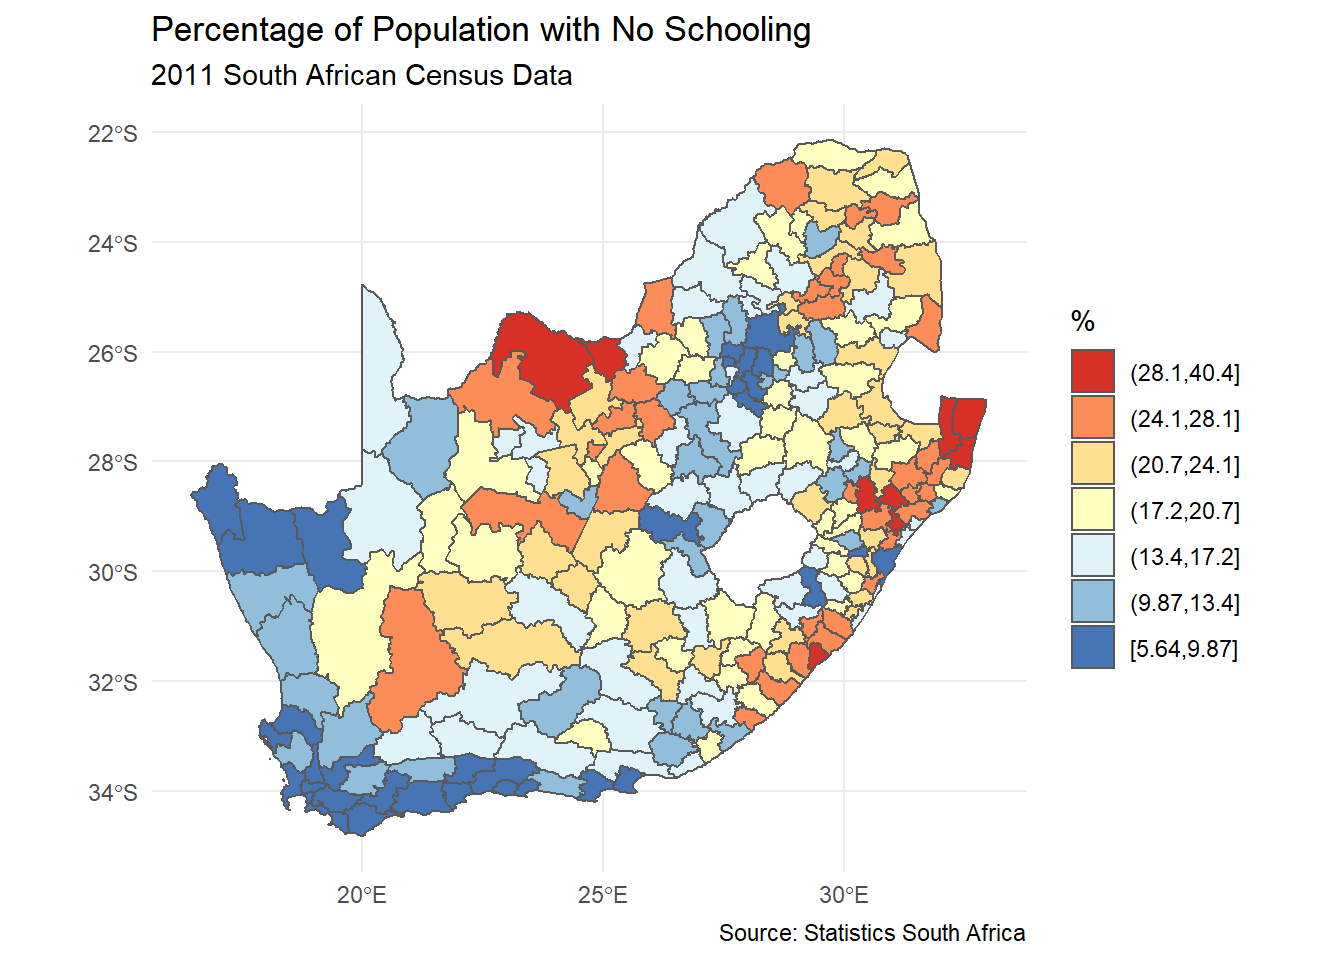 Percentage of Population with No Schooling
2011 South African Census Data
22°S
24°S
26°S
28°S
30°S
32°S
34°S
20°E
25°E
30°E
%
(28.1,40.4]
(24.1,28.1]
(20.7,24.1]
(17.2,20.7]
(13.4,17.2]
(9.87,13.4]
[5.64,9.87]
Source: Statistics South Africa